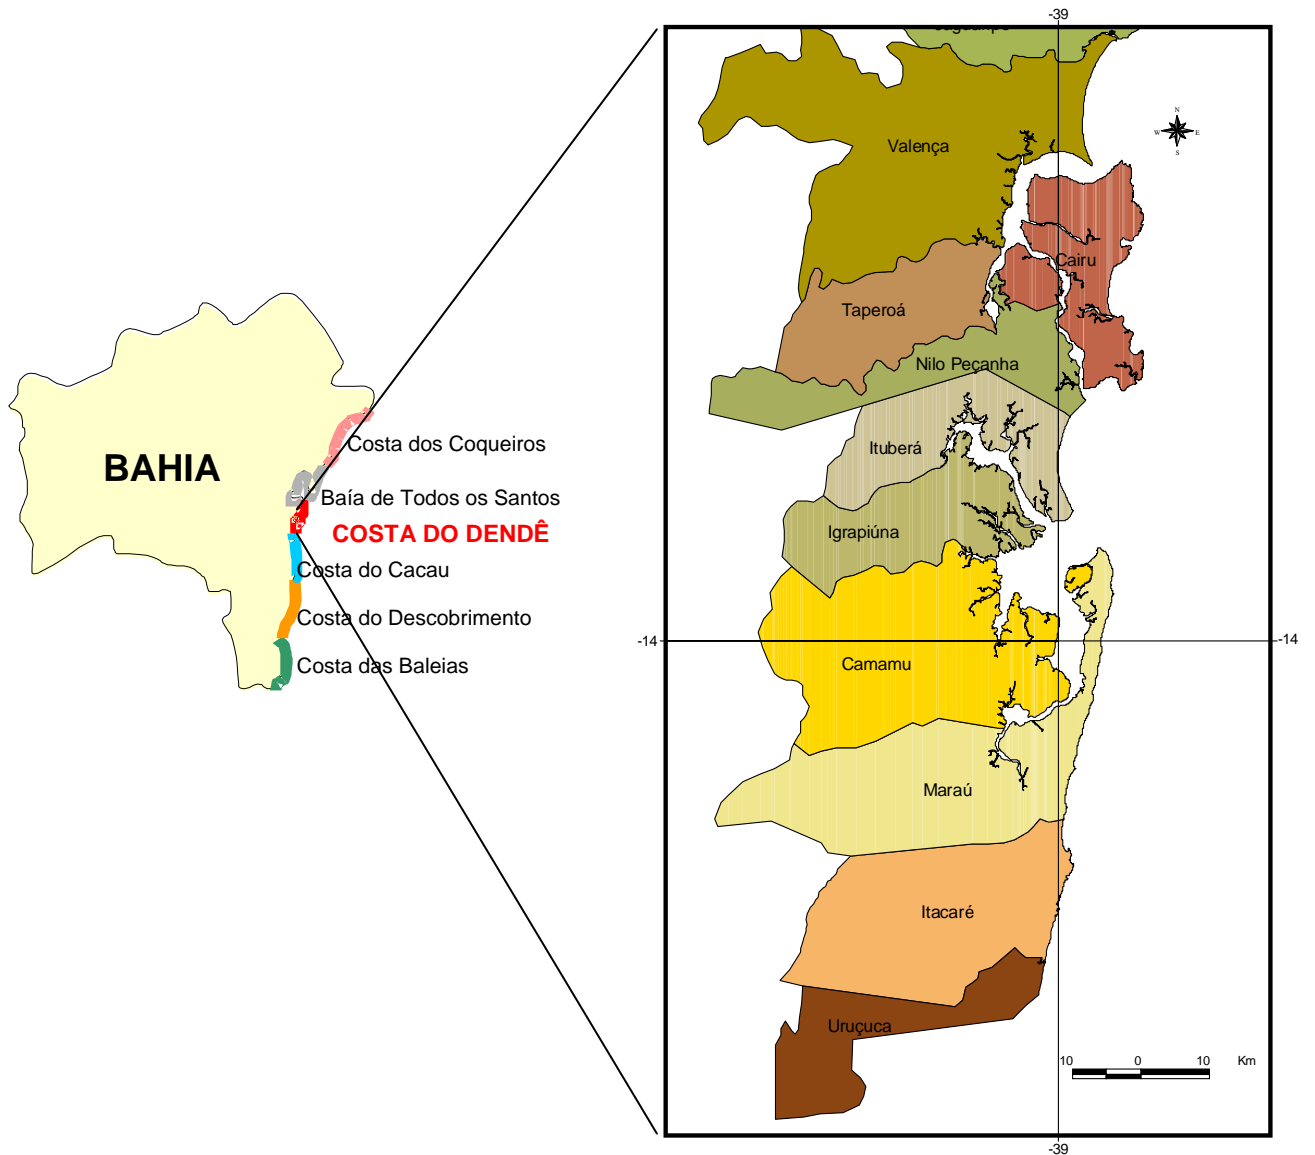 BAHIA
Costa dos Coqueiros
Baía de Todos os Santos
COSTA DO DENDÊ
Costa do Cacau
Costa do Descobrimento
Costa das Baleias
-39
Valença
N
W
E
S
Cairu
Taperoá
Nilo Peçanha
Ituberá
Igrapiúna
-14
-14
Camamu
Maraú
Itacaré
Uruçuca
10
0
10
Km
-39